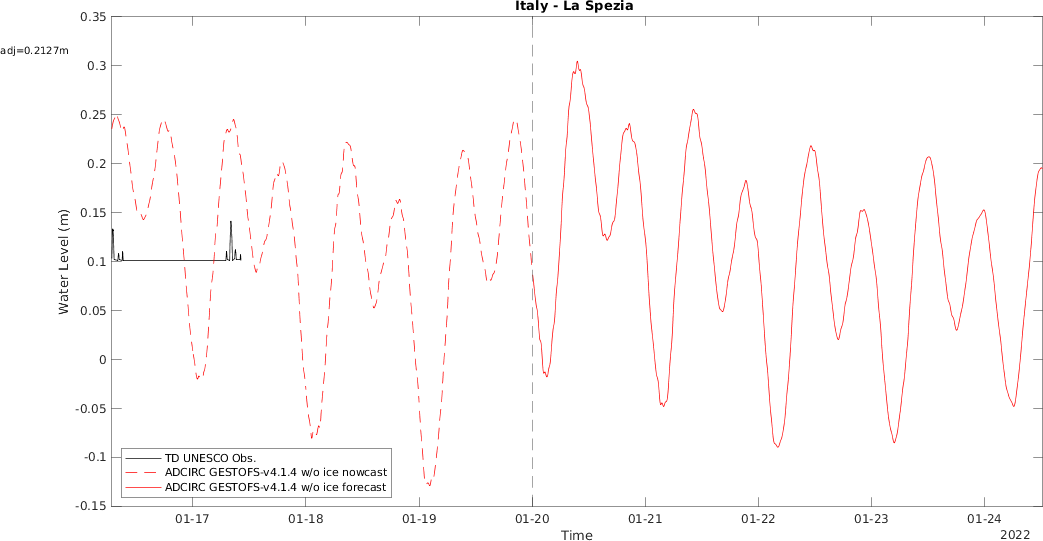 Italy - La Spezia
adj=0.2127m
0.35
0.3
0.25
0.2
0.15
0.1
0.05
0
-0.05
-0.1
-0.15
Water Level (m)
TD UNESCO Obs.
ADCIRC GESTOFS-v4.1.4 w/o ice nowcast
ADCIRC GESTOFS-v4.1.4 w/o ice forecast
01-17 01-18 01-19 01-20 01-21 01-22 01-23 01-24
Time
2022